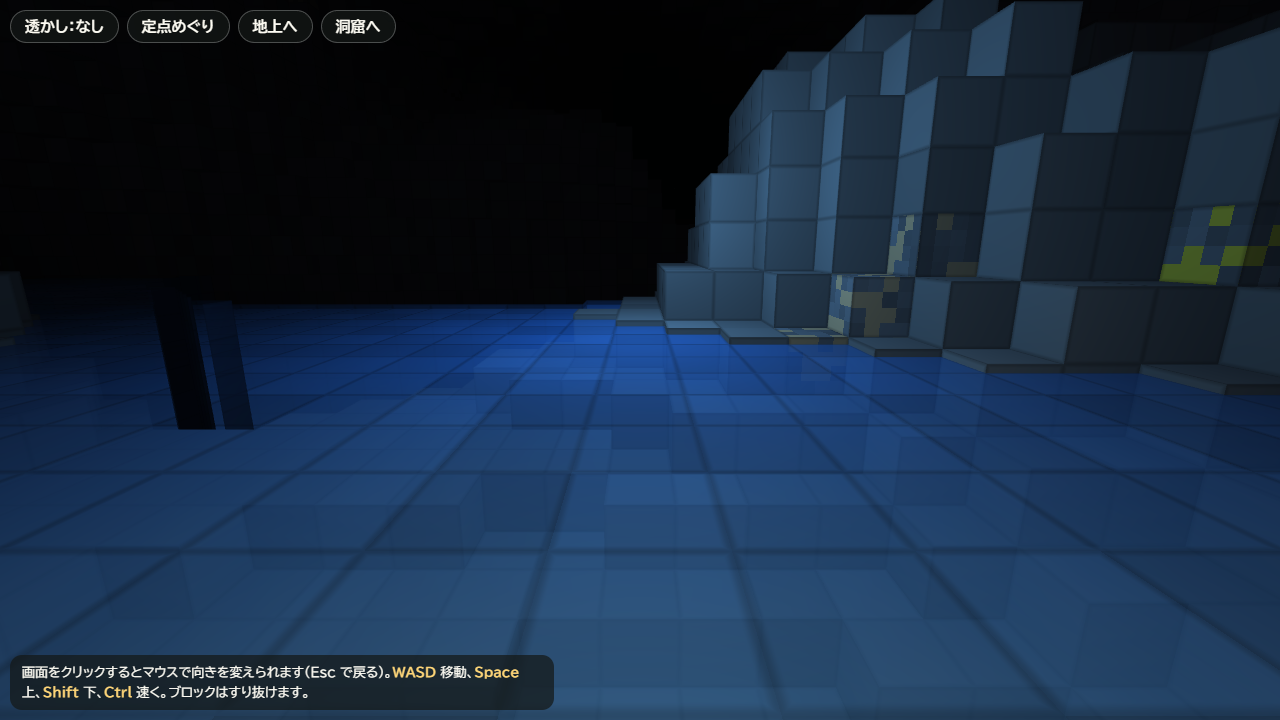 透かし：なし
定点めぐり
地上へ
洞窟へ
画面をクリックするとマウスで向きを変えられます（Esc で戻る）。WASD 移動、Space
上、Shift 下、Ctrl 速く。ブロックはすり抜けます。